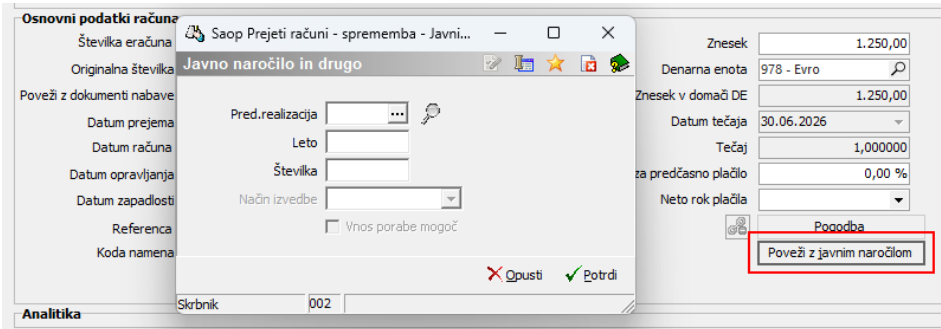 Osnovni podatki računa
Številka eračuna
Originalna številka
Poveži z dokumenti nabave
Datum prejema
Datum računa
Datum opravljanja
Datum zapadlosti
Referenca
Koda namena
Saop Prejeti računi - sprememba - Javni...
Javno naročilo in drugo
Pred.realizacija
...
Leto
Številka
Način izvedbe
Vnos porabe mogoč
Opusti
Potrdi
Skrbnik 002
Znesek 1.250,00
Denarna enota 978 - Evro
Znesek v domači DE 1.250,00
Datum tečaja 30.06.2026
Tečaj 1,000000
za predčasno plačilo 0,00 %
Neto rok plačila
Pogodba
Poveži z javnim naročilom
Analitika